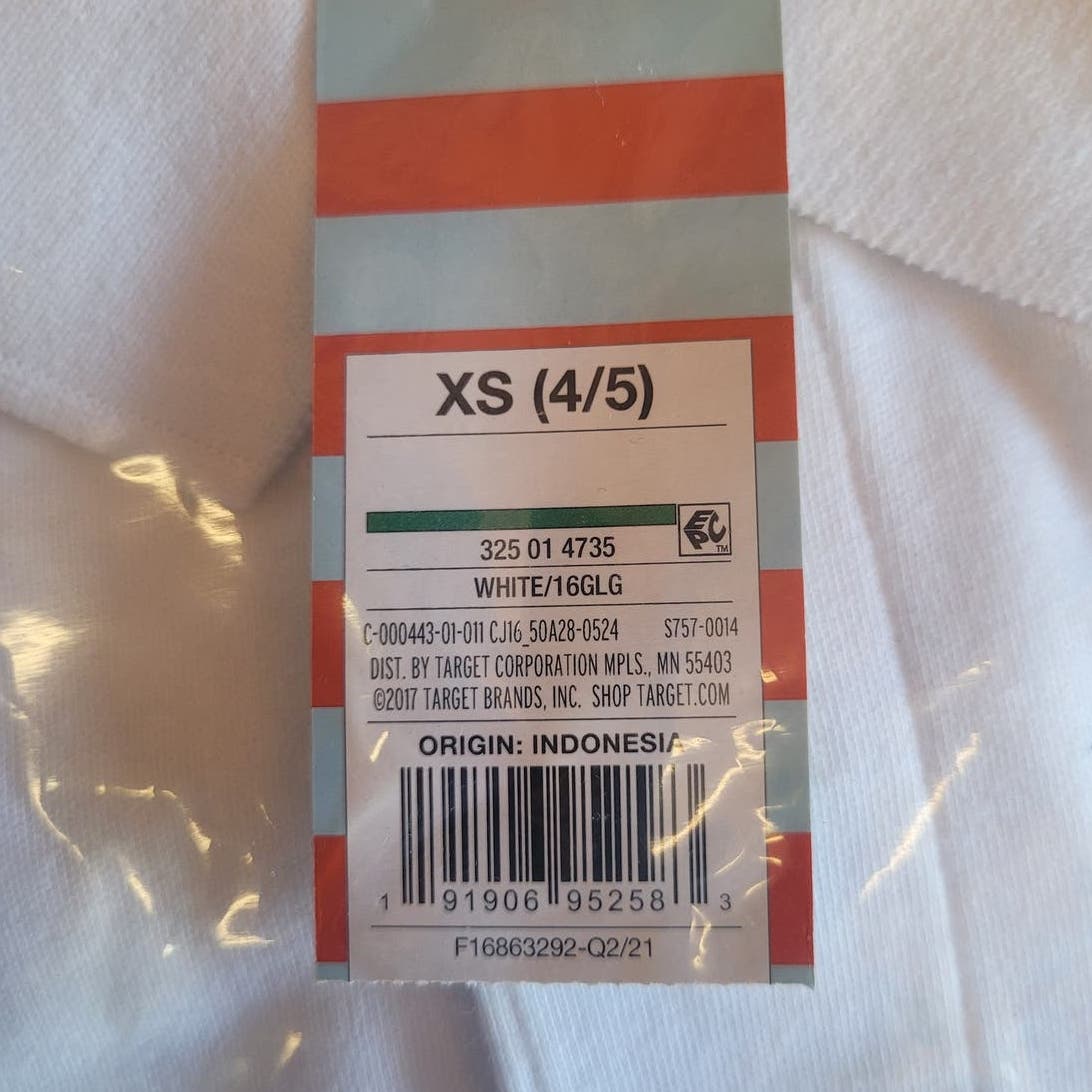 XS (4/5)
EPC TM
325 01 4735
WHITE/16GLG
C-000443-01-011 CJ16_50A28-0524 S757-0014
DIST. BY TARGET CORPORATION MPLS., MN 55403
©2017 TARGET BRANDS, INC. SHOP TARGET.COM
ORIGIN: INDONESIA
1 91906 95258 3
F16863292-Q2/21